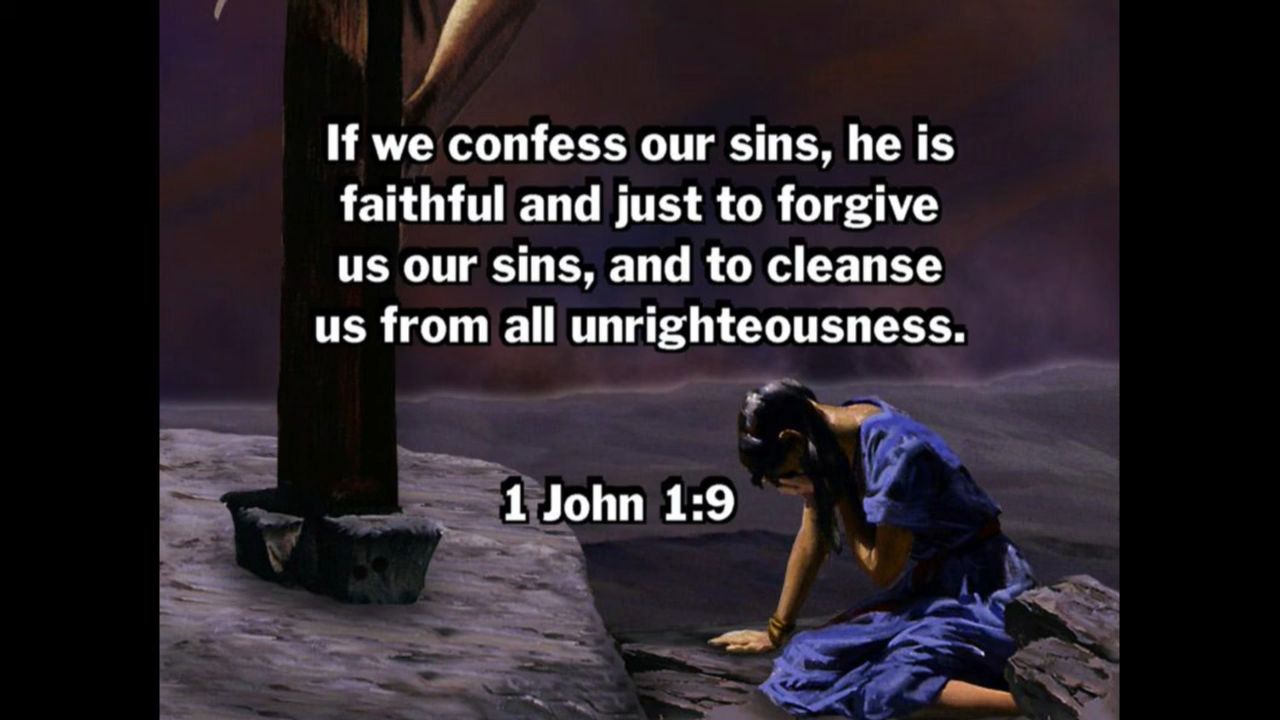 If we confess our sins, he is
faithful and just to forgive
us our sins, and to cleanse
us from all unrighteousness.
1 John 1:9